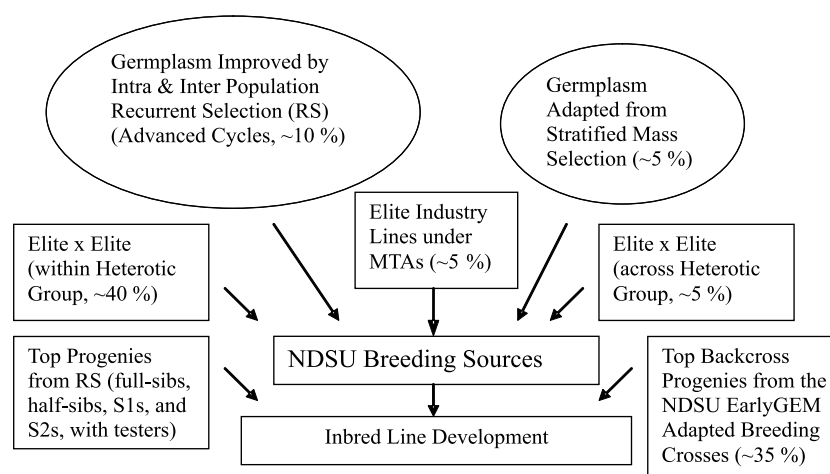 Germplasm Improved by
Intra & Inter Population
Recurrent Selection (RS)
(Advanced Cycles, ~10 %)
Germplasm
Adapted from
Stratified Mass
Selection (~5 %)
Elite x Elite
(within Heterotic
Group, ~40 %)
Elite Industry
Lines under
MTAs (~5 %)
Elite x Elite
(across Heterotic
Group, ~5 %)
NDSU Breeding Sources
Top Progenies
from RS (full-sibs,
half-sibs, S1s, and
S2s, with testers)
Inbred Line Development
Top Backcross
Progenies from the
NDSU EarlyGEM
Adapted Breeding
Crosses (~35 %)